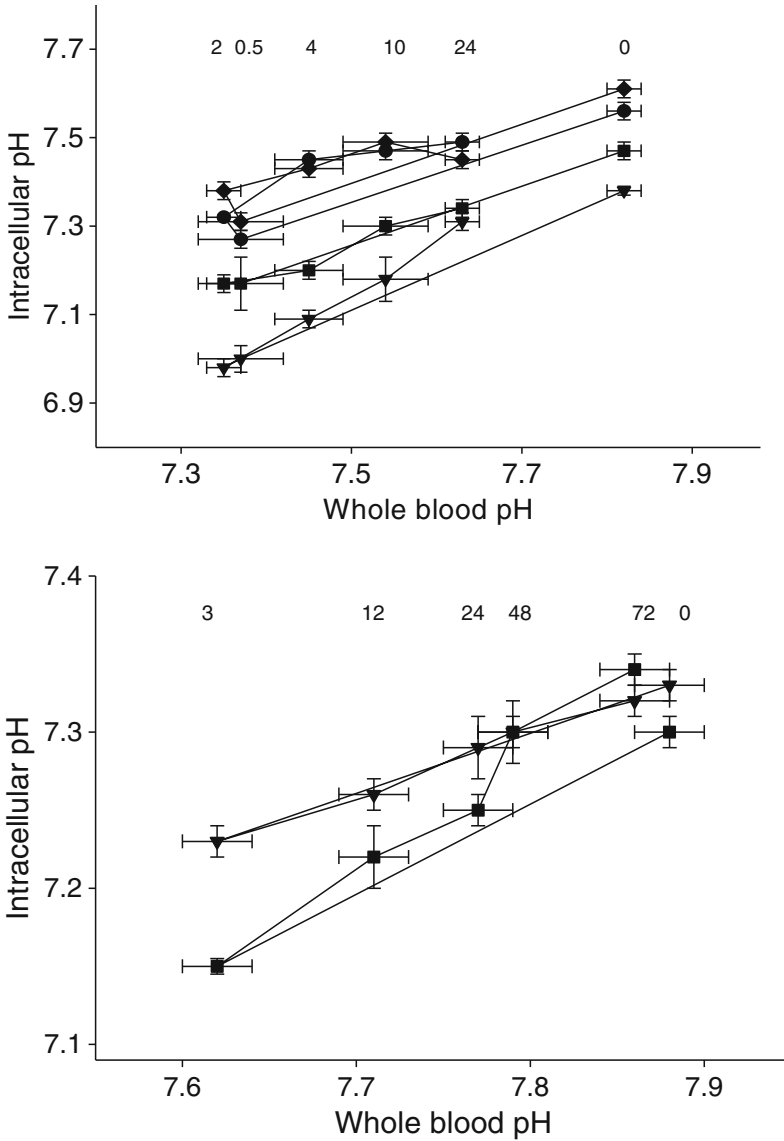 2 0.5 4 10 24 0
7.7
7.5
7.3
7.1
6.9
Intracellular pH
7.3 7.5 7.7 7.9
Whole blood pH
3 12 24 48 72 0
7.4
7.3
7.2
7.1
Intracellular pH
7.6 7.7 7.8 7.9
Whole blood pH